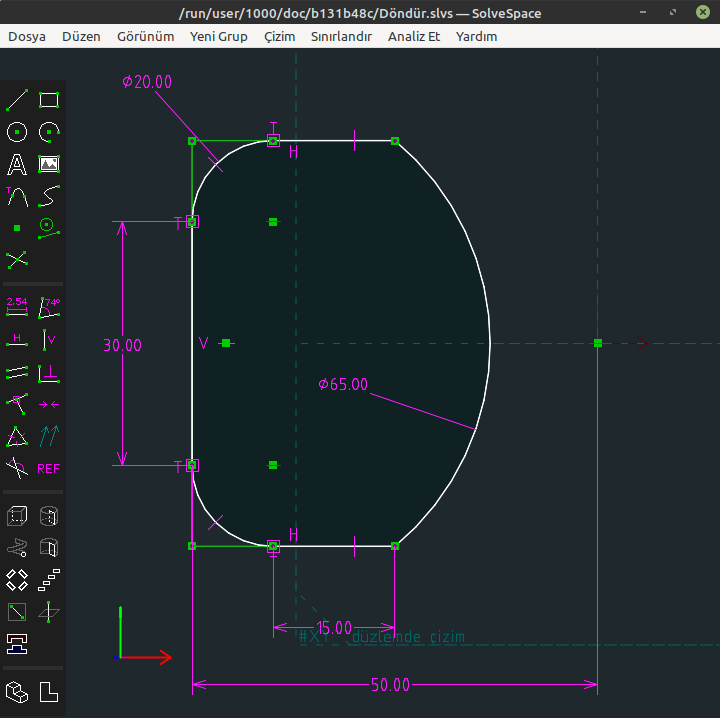 /run/user/1000/doc/b131b48c/Döndür.slvs — SolveSpace
Dosya Düzen Görünüm Yeni Grup Çizim Sınırlandır Analiz Et Yardım
⌀20.00
T
H
A
T
T
2.54 74°
V
30.00
H V
⌀65.00
T
REF
H
T
15.00
#XY düzlemde çizim
50.00